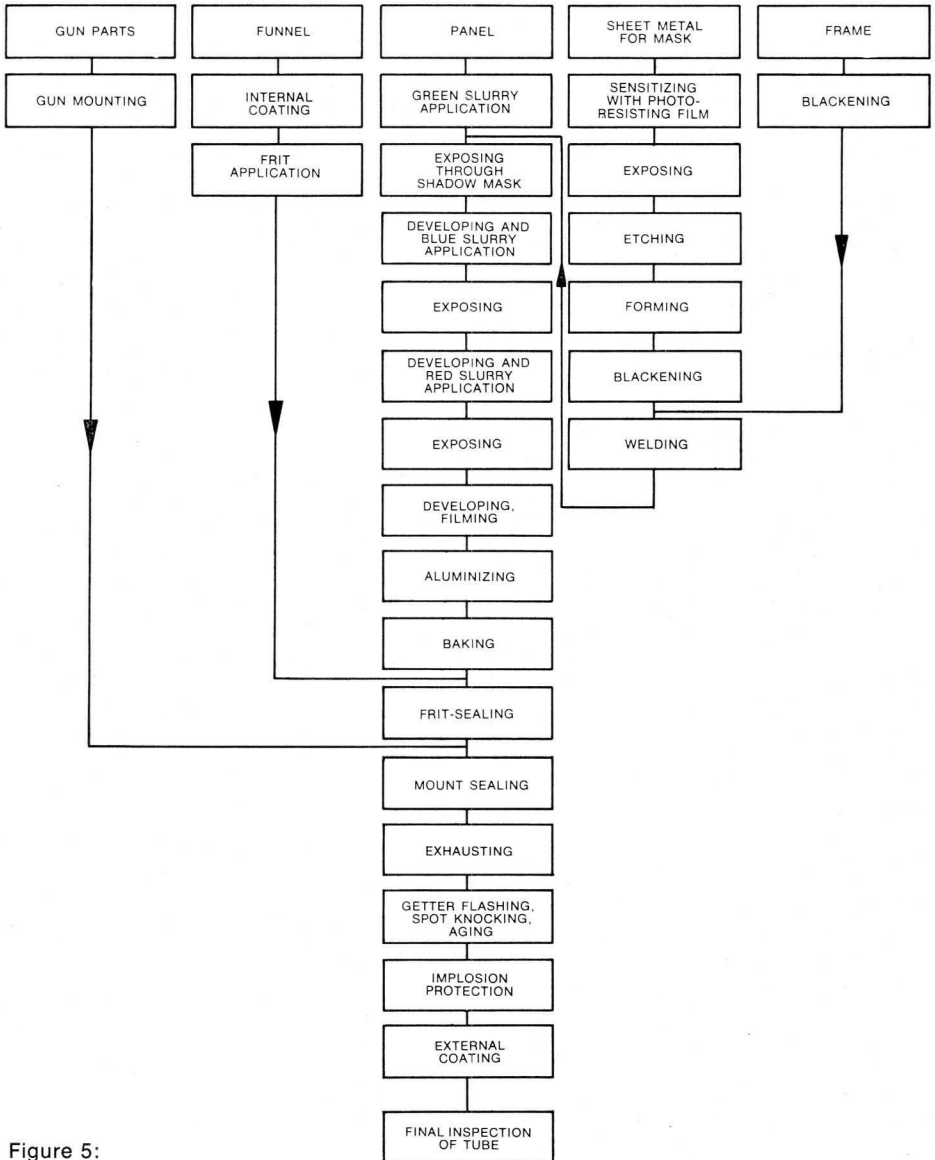 GUN PARTS
FUNNEL
PANEL
SHEET METAL
FOR MASK
FRAME
GUN MOUNTING
INTERNAL
COATING
GREEN SLURRY
APPLICATION
SENSITIZING
WITH PHOTO-
RESISTING FILM
BLACKENING
FRIT
APPLICATION
EXPOSING
THROUGH
SHADOW MASK
EXPOSING
DEVELOPING AND
BLUE SLURRY
APPLICATION
ETCHING
EXPOSING
FORMING
DEVELOPING AND
RED SLURRY
APPLICATION
BLACKENING
EXPOSING
WELDING
DEVELOPING,
FILMING
ALUMINIZING
BAKING
FRIT-SEALING
MOUNT SEALING
EXHAUSTING
GETTER FLASHING,
SPOT KNOCKING,
AGING
IMPLOSION
PROTECTION
EXTERNAL
COATING
FINAL INSPECTION
OF TUBE
Figure 5: